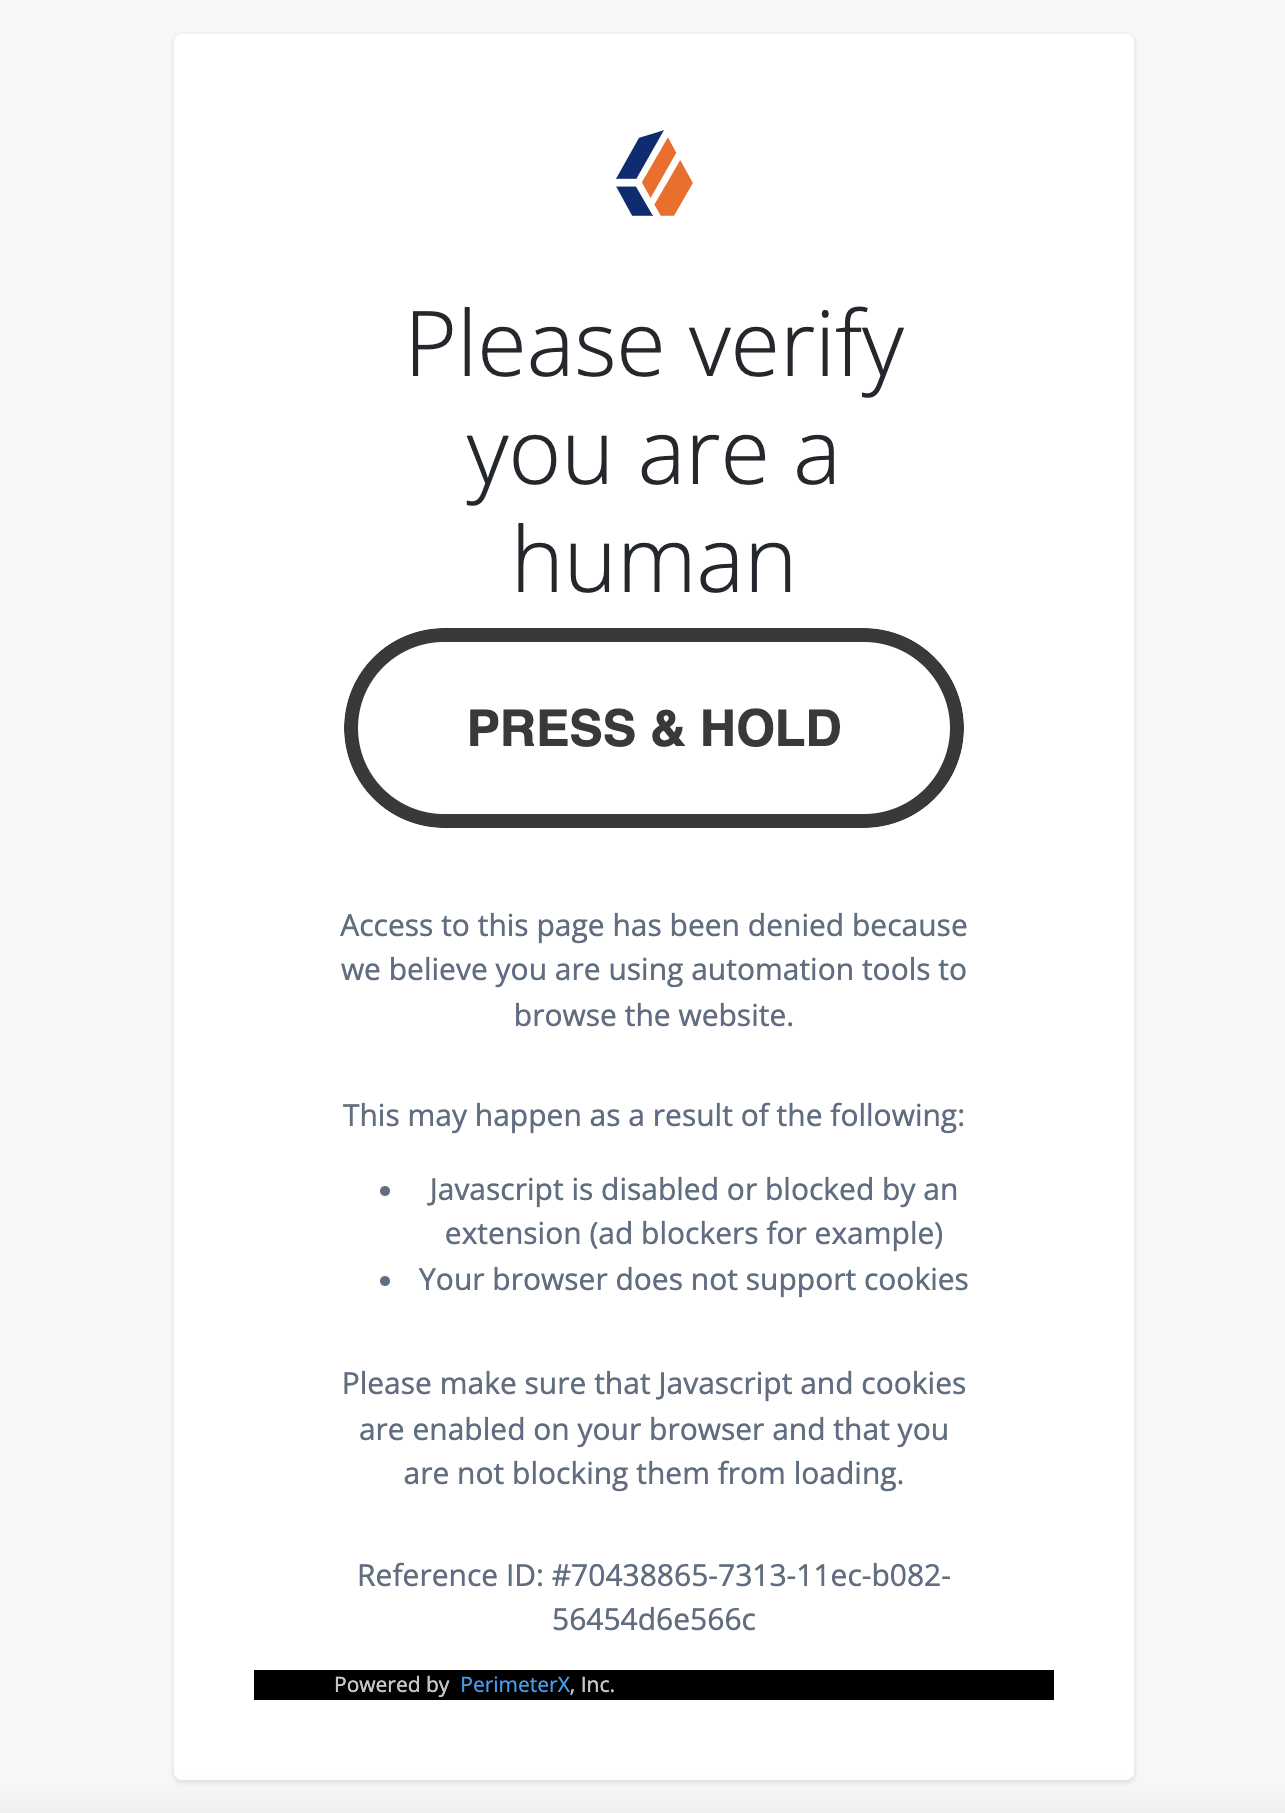 Please verify
you are a
human
PRESS & HOLD
Access to this page has been denied because
we believe you are using automation tools to
browse the website.
This may happen as a result of the following:
• Javascript is disabled or blocked by an
extension (ad blockers for example)
• Your browser does not support cookies
Please make sure that Javascript and cookies
are enabled on your browser and that you
are not blocking them from loading.
Reference ID: #70438865-7313-11ec-b082-
56454d6e566c
Powered by PerimeterX, Inc.